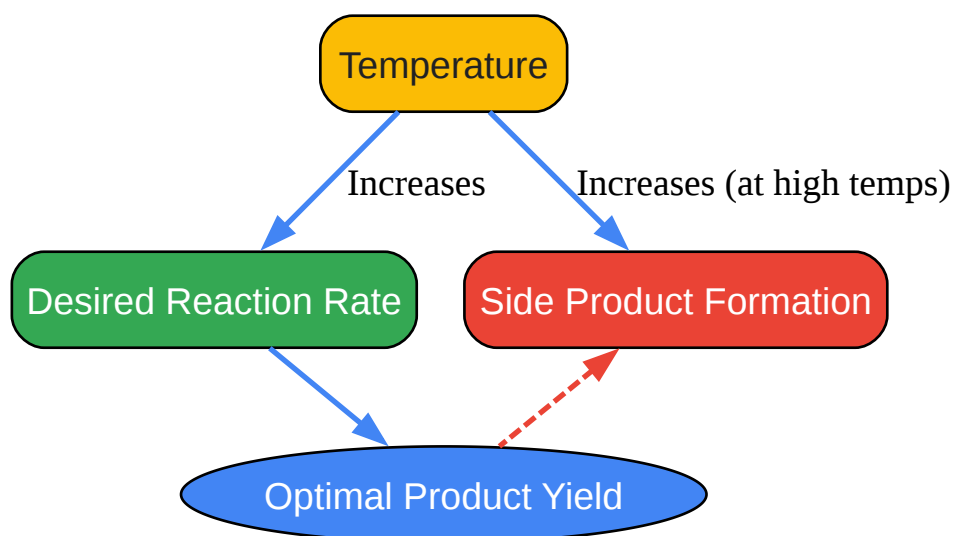 Temperature
Increases
Increases (at high temps)
Desired Reaction Rate
Side Product Formation
Optimal Product Yield